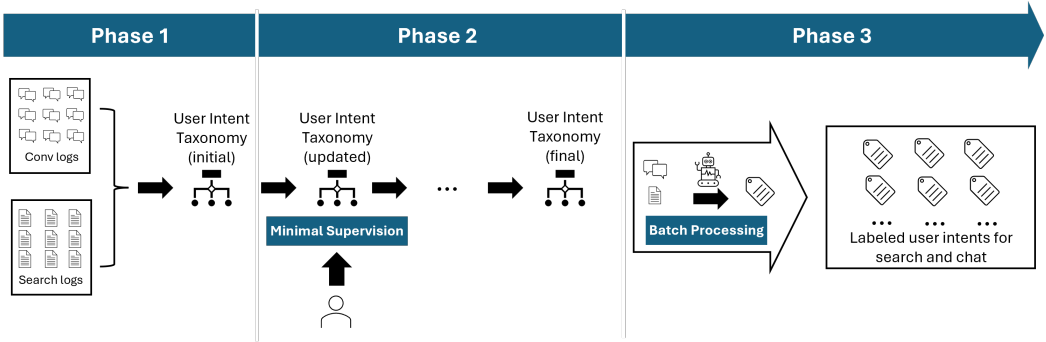 Phase 1
Phase 2
Phase 3
Conv logs
Search logs
User Intent
Taxonomy
(initial)
User Intent
Taxonomy
(updated)
Minimal Supervision
...
User Intent
Taxonomy
(final)
Batch Processing
... ... ...
Labeled user intents for
search and chat